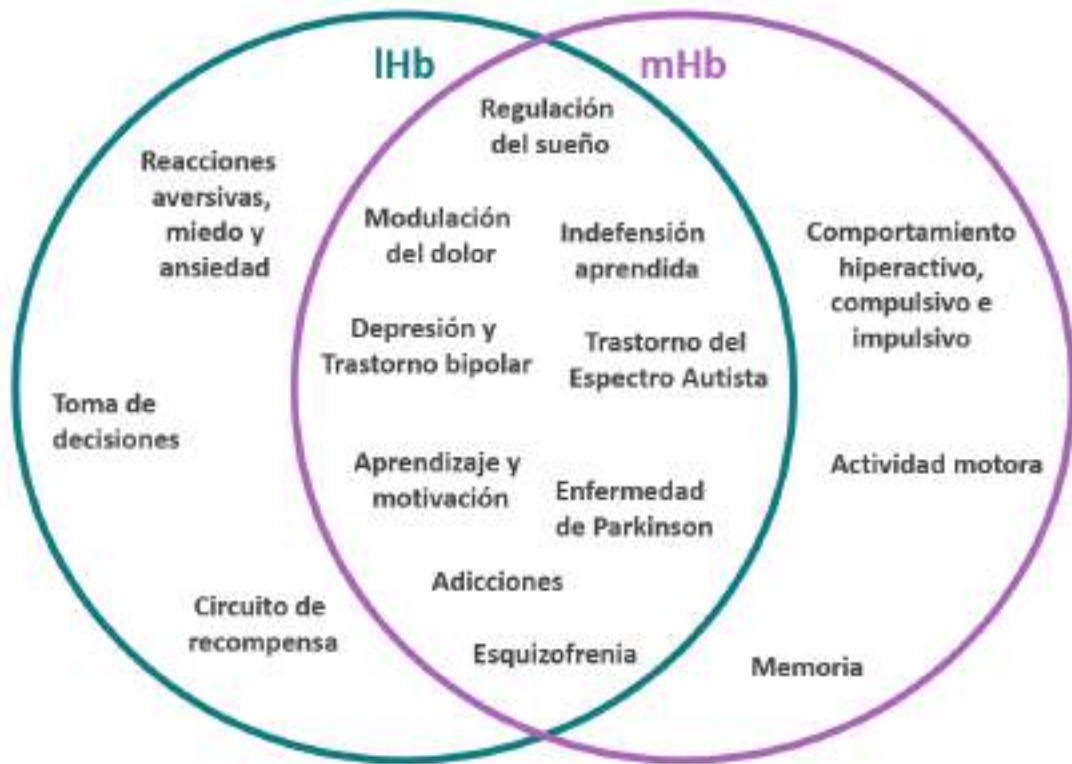 lHb
mHb
Reacciones
aversivas,
miedo y
ansiedad
Toma de
decisiones
Circuito de
recompensa
Regulación
del sueño
Modulación
del dolor
Indefensión
aprendida
Depresión y
Trastorno bipolar
Trastorno del
Espectro Autista
Aprendizaje y
motivación
Enfermedad
de Parkinson
Adicciones
Esquizofrenia
Comportamiento
hiperactivo,
compulsivo e
impulsivo
Actividad motora
Memoria